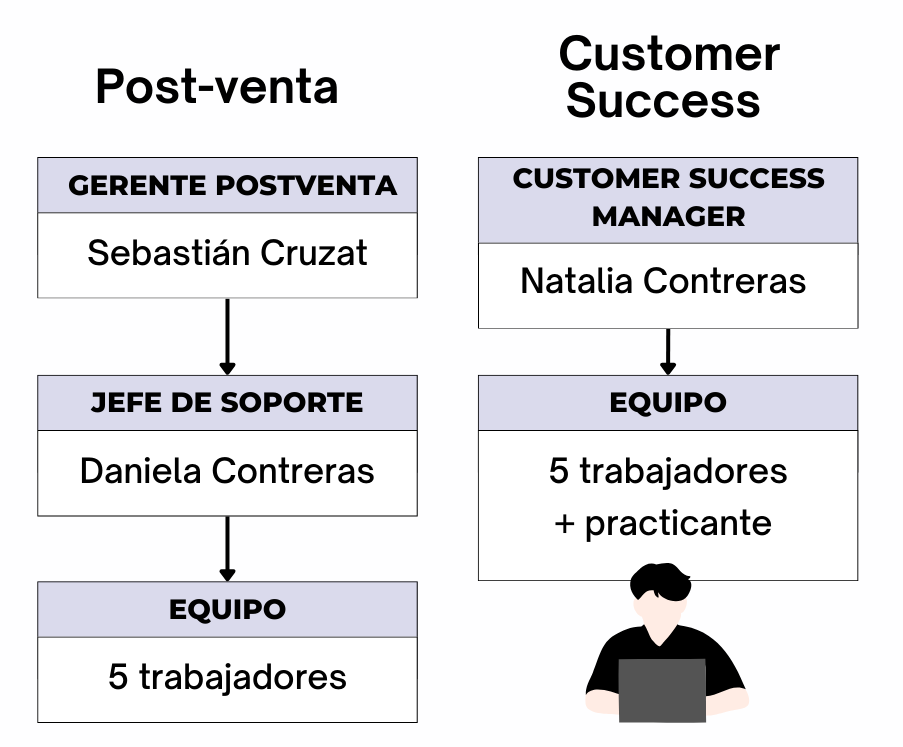 Post-venta
GERENTE POSTVENTA
Sebastián Cruzat
JEFE DE SOPORTE
Daniela Contreras
EQUIPO
5 trabajadores
Customer
Success
CUSTOMER SUCCESS
MANAGER
Natalia Contreras
EQUIPO
5 trabajadores
+ practicante